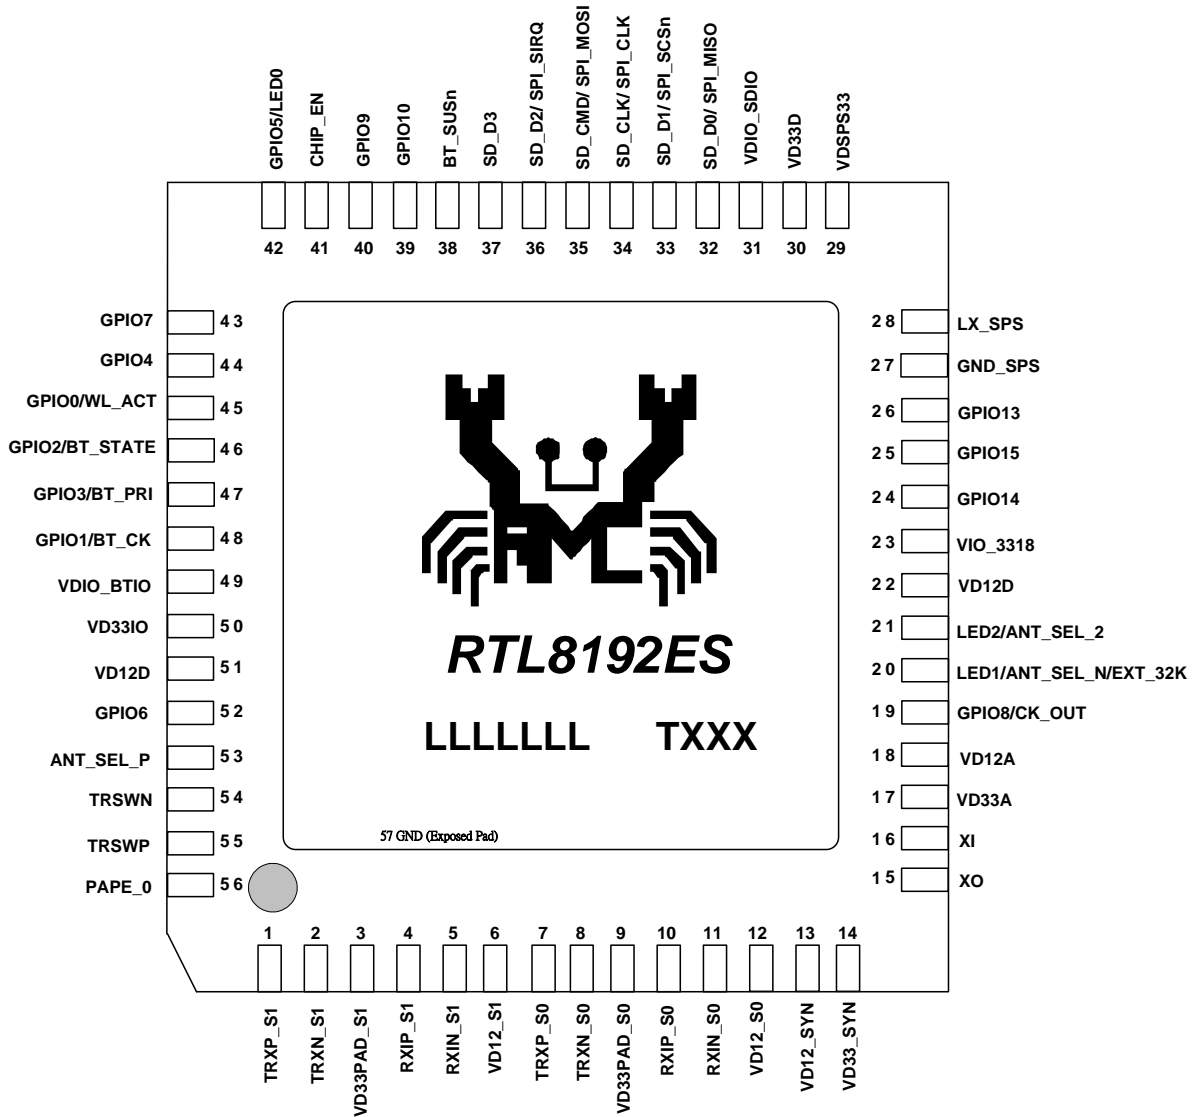 GPIO5/LED0
CHIP_EN
GPIO9
GPIO10
BT_SUSn
SD_D3
SD_D2/ SPI_SIRQ
SD_CMD/ SPI_MOSI
SD_CLK/ SPI_CLK
SD_D1/ SPI_SCSn
SD_D0/ SPI_MISO
VDIO_SDIO
VD33D
VDSPS33
42 41 40 39 38 37 36 35 34 33 32 31 30 29
GPIO7 43
GPIO4 44
GPIO0/WL_ACT 45
GPIO2/BT_STATE 46
GPIO3/BT_PRI 47
GPIO1/BT_CK 48
VDIO_BTIO 49
VD33IO 50
VD12D 51
GPIO6 52
ANT_SEL_P 53
TRSWN 54
TRSWP 55
PAPE_0 56
RTL8192ES
LLLLLLL TXXX
57 GND (Exposed Pad)
28 LX_SPS
27 GND_SPS
26 GPIO13
25 GPIO15
24 GPIO14
23 VIO_3318
22 VD12D
21 LED2/ANT_SEL_2
20 LED1/ANT_SEL_N/EXT_32K
19 GPIO8/CK_OUT
18 VD12A
17 VD33A
16 XI
15 XO
1 2 3 4 5 6 7 8 9 10 11 12 13 14
TRXP_S1
TRXN_S1
VD33PAD_S1
RXIP_S1
RXIN_S1
VD12_S1
TRXP_S0
TRXN_S0
VD33PAD_S0
RXIP_S0
RXIN_S0
VD12_S0
VD12_SYN
VD33_SYN